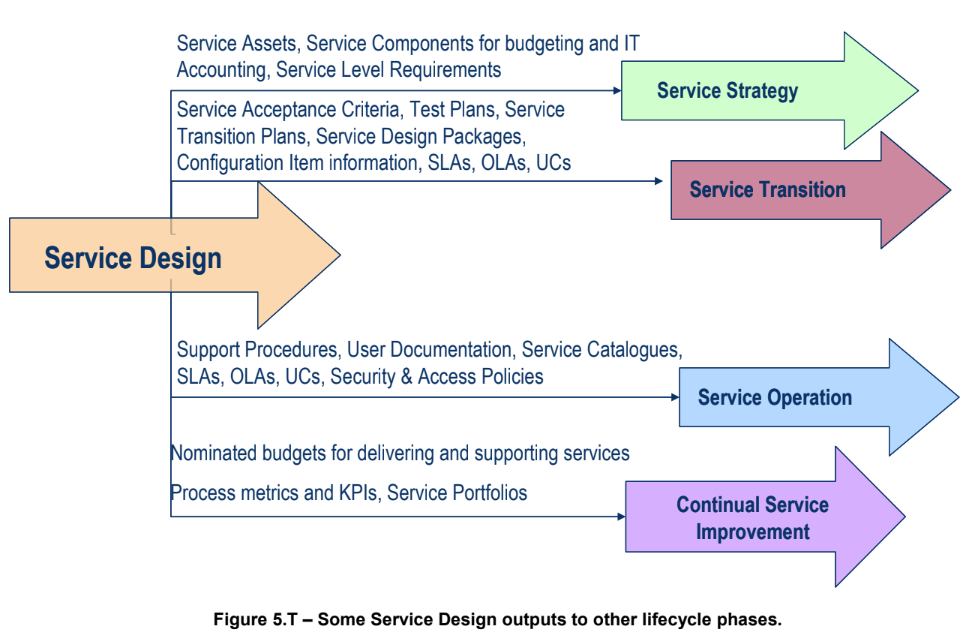 Service Assets, Service Components for budgeting and IT
Accounting, Service Level Requirements
Service Strategy
Service Acceptance Criteria, Test Plans, Service
Transition Plans, Service Design Packages,
Configuration Item information, SLAs, OLAs, UCs
Service Transition
Service Design
Support Procedures, User Documentation, Service Catalogues,
SLAs, OLAs, UCs, Security & Access Policies
Service Operation
Nominated budgets for delivering and supporting services
Process metrics and KPIs, Service Portfolios
Continual Service
Improvement
Figure 5.T – Some Service Design outputs to other lifecycle phases.